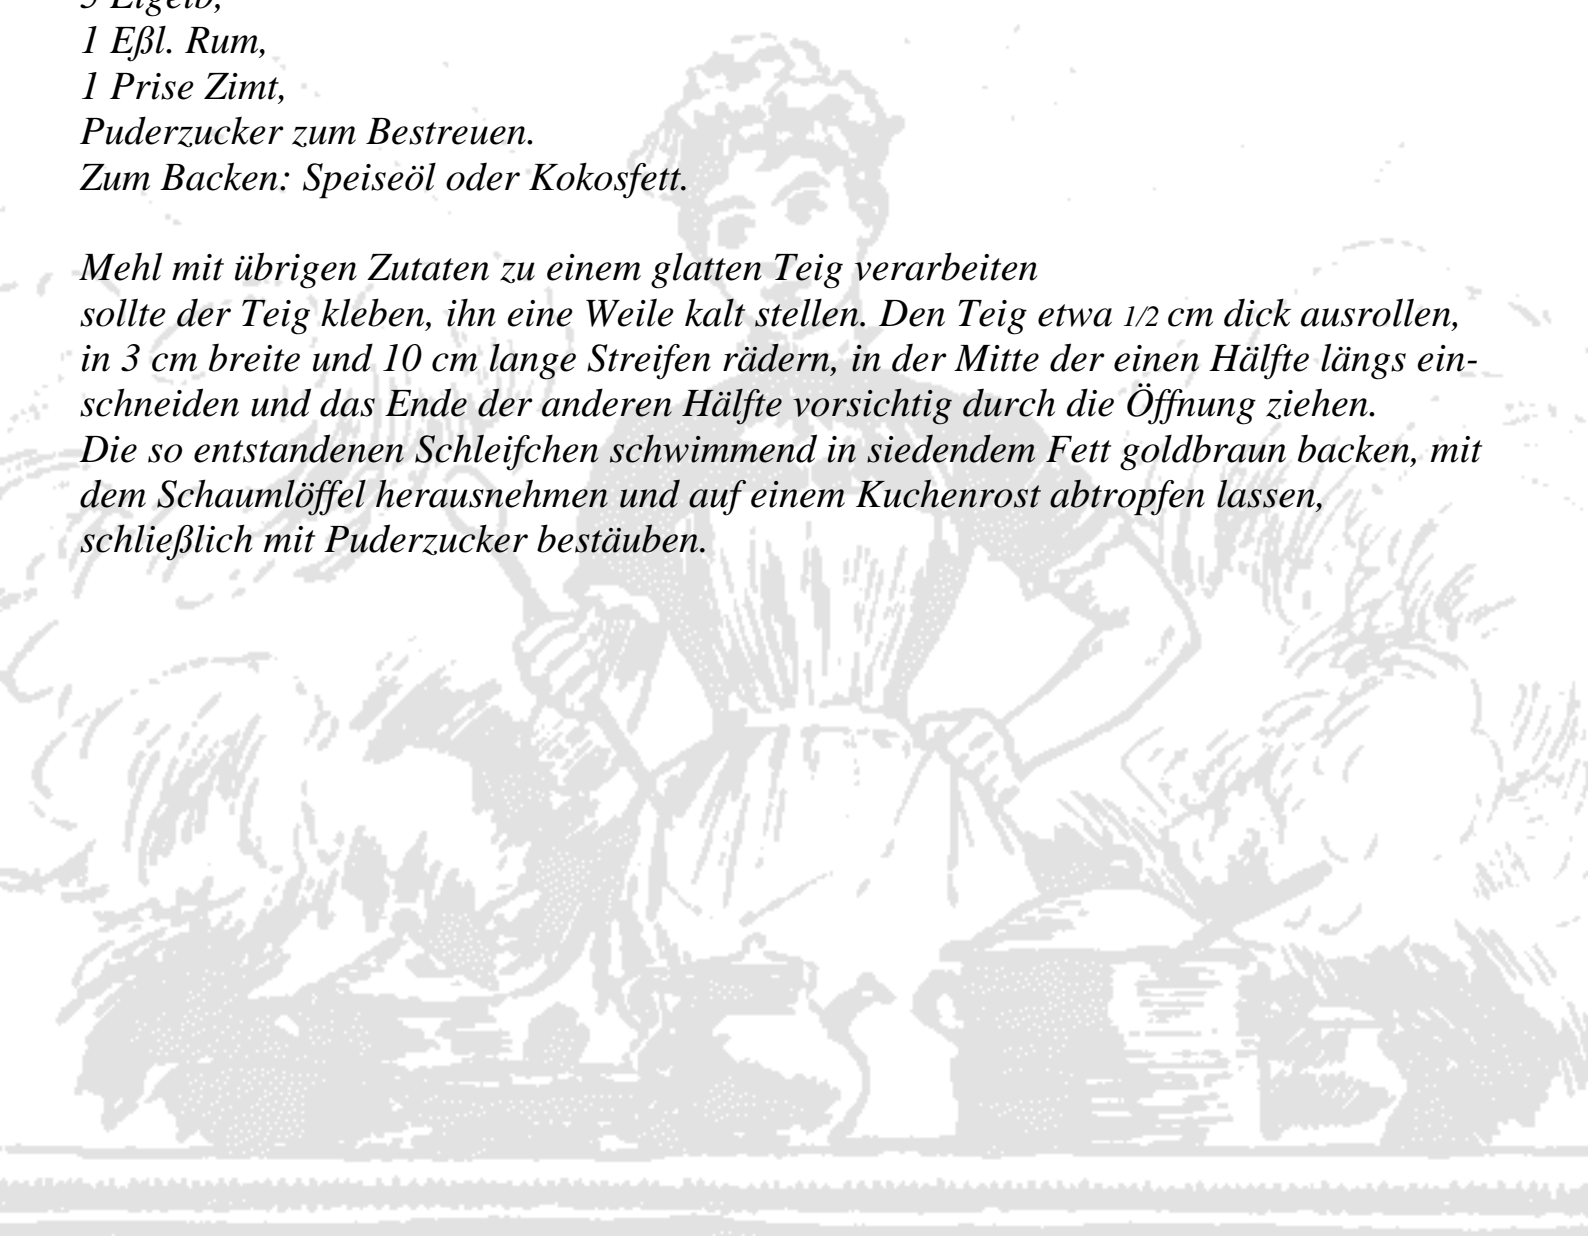 Eigelb,
1 Eßl. Rum,
1 Prise Zimt,
Puderzucker zum Bestreuen.
Zum Backen: Speiseöl oder Kokosfett.
Mehl mit übrigen Zutaten zu einem glatten Teig verarbeiten
sollte der Teig kleben, ihn eine Weile kalt stellen. Den Teig etwa 1/2 cm dick ausrollen,
in 3 cm breite und 10 cm lange Streifen rädern, in der Mitte der einen Hälfte längs ein-
schneiden und das Ende der anderen Hälfte vorsichtig durch die Öffnung ziehen.
Die so entstandenen Schleifchen schwimmend in siedendem Fett goldbraun backen, mit
dem Schaumlöffel herausnehmen und auf einem Kuchenrost abtropfen lassen,
schließlich mit Puderzucker bestäuben.